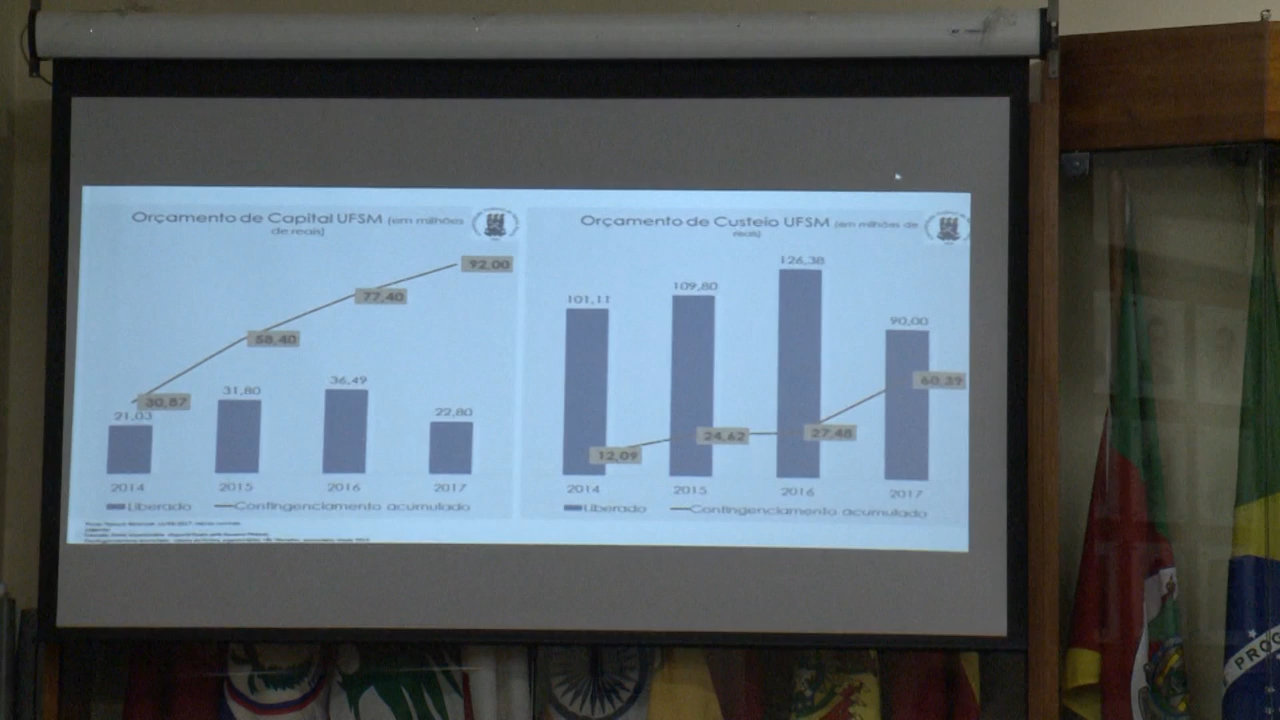 Orçamento de Capital UFSM (em milhões
de reais)
92,00
77,40
58,40
30,57
36,49
31,80
21,03
22,80
2014 2015 2016 2017
Liberado Contingenciamento acumulado
Orçamento de Custeio UFSM (em milhões de
reais)
126,38
109,80
101,11
90,00
60,39
24,62
27,48
12,09
2014 2015 2016 2017
Liberado Contingenciamento acumulado
PROG